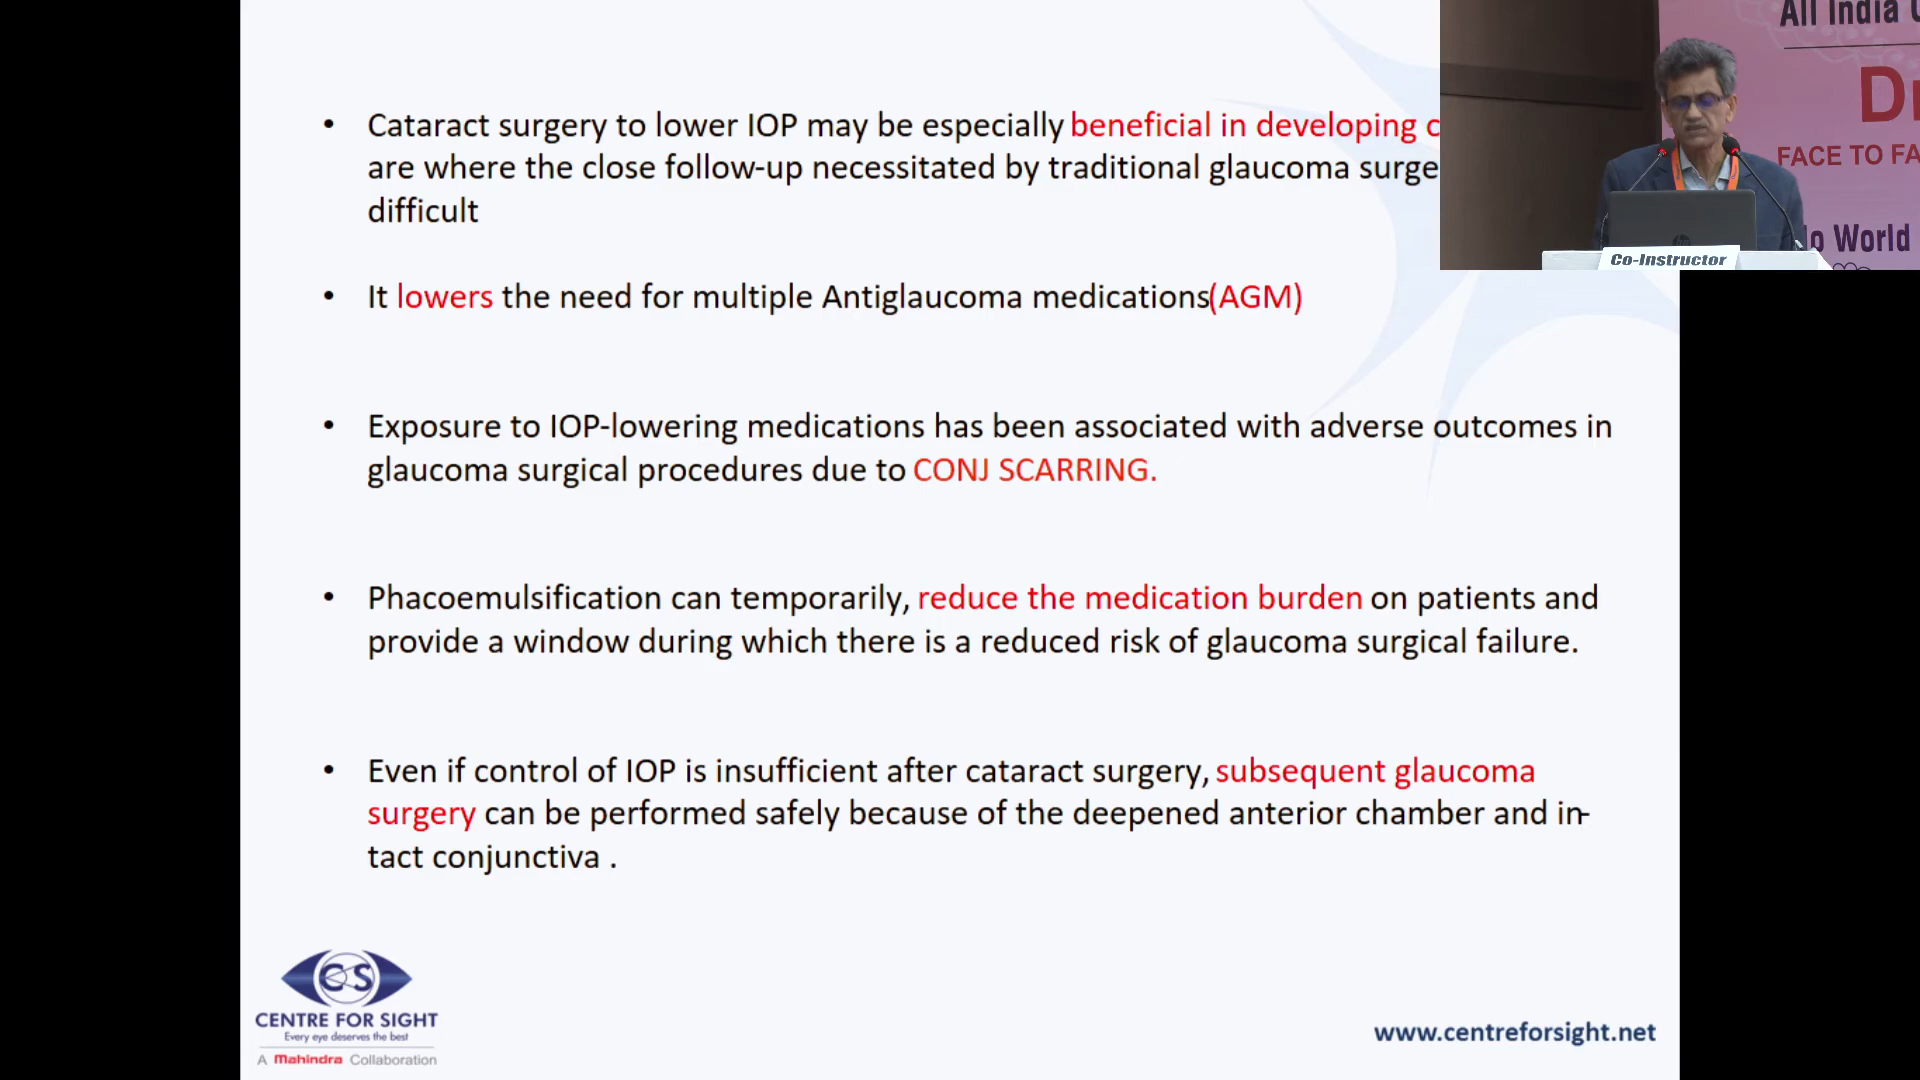 • Cataract surgery to lower IOP may be especially beneficial in developing
are where the close follow-up necessitated by traditional glaucoma
difficult
• It lowers the need for multiple Antiglaucoma medications(AGM)
• Exposure to IOP-lowering medications has been associated with adverse outcomes in
glaucoma surgical procedures due to CONJ SCARRING.
• Phacoemulsification can temporarily, reduce the medication burden on patients and
provide a window during which there is a reduced risk of glaucoma surgical failure.
• Even if control of IOP is insufficient after cataract surgery, subsequent glaucoma
surgery can be performed safely because of the deepened anterior chamber and in-
tact conjunctiva .
CS
CENTRE FOR SIGHT
Every eye deserves the best
A Mahindra Collaboration
www.centreforsight.net
All India
FACE TO
World
Co-Instructor